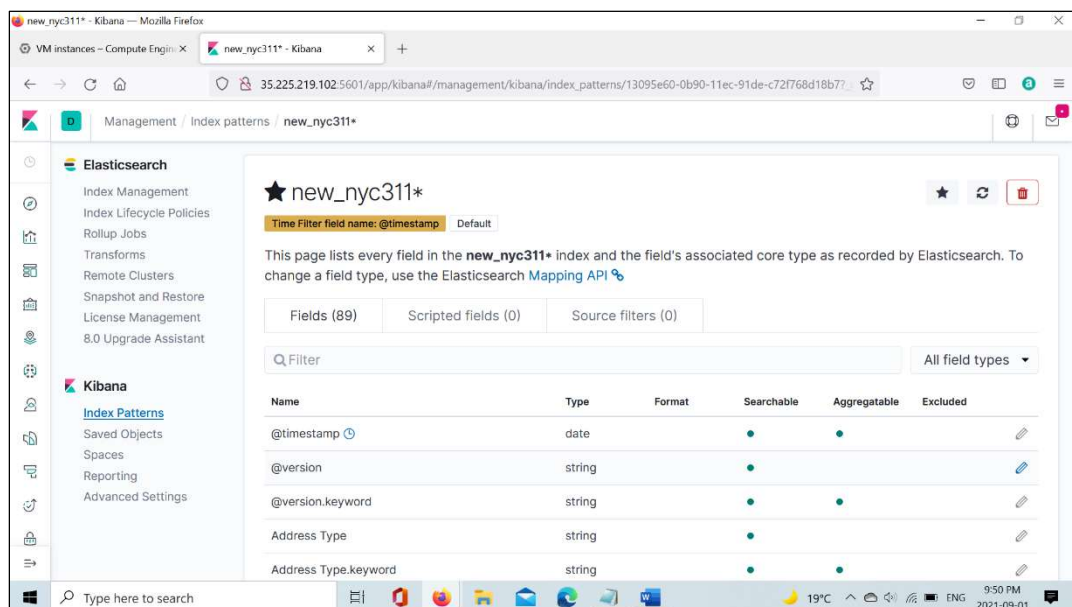 new_nyc311* - Kibana — Mozilla Firefox
VM instances – Compute Engin
new_nyc311* - Kibana
35.225.219.102:5601/app/kibana#/management/kibana/index_patterns/13095e60-0b90-11ec-91de-c72f768d18b7?_
D
Management / Index patterns / new_nyc311*
Elasticsearch
Index Management
Index Lifecycle Policies
Rollup Jobs
Transforms
Remote Clusters
Snapshot and Restore
License Management
8.0 Upgrade Assistant
Kibana
Index Patterns
Saved Objects
Spaces
Reporting
Advanced Settings
new_nyc311*
Time Filter field name: @timestamp Default
This page lists every field in the new_nyc311* index and the field's associated core type as recorded by Elasticsearch. To
change a field type, use the Elasticsearch Mapping API
Fields (89) Scripted fields (0) Source filters (0)
Filter All field types
Name Type Format Searchable Aggregatable Excluded
@timestamp date
@version string
@version.keyword string
Address Type string
Address Type.keyword string
Type here to search
19°C ENG 9:50 PM
2021-09-01